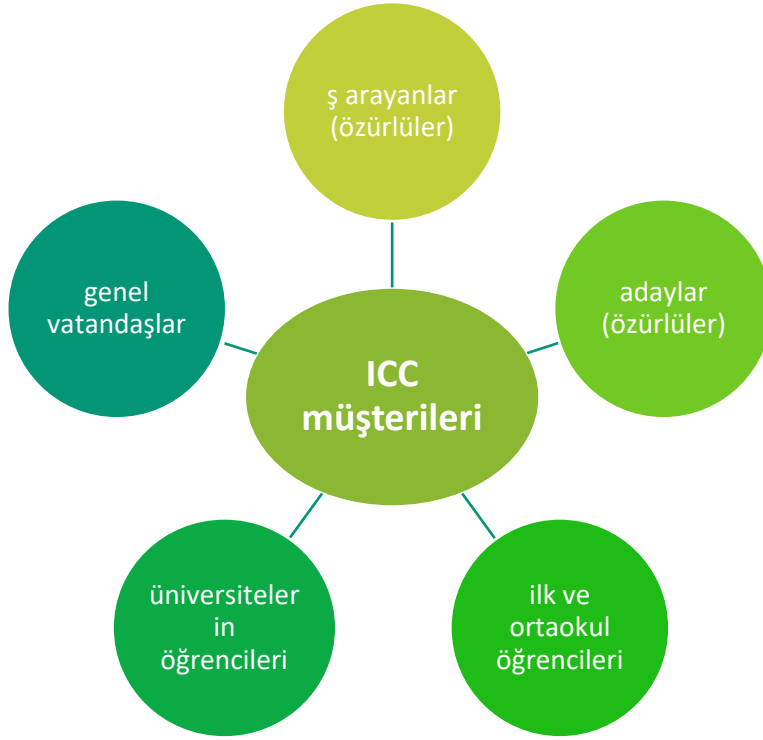 ş arayanlar
(özürlüler)
genel
vatandaşlar
adaylar
(özürlüler)
ICC
müşterileri
üniversiteler
in
öğrencileri
ilk ve
ortaokul
öğrencileri